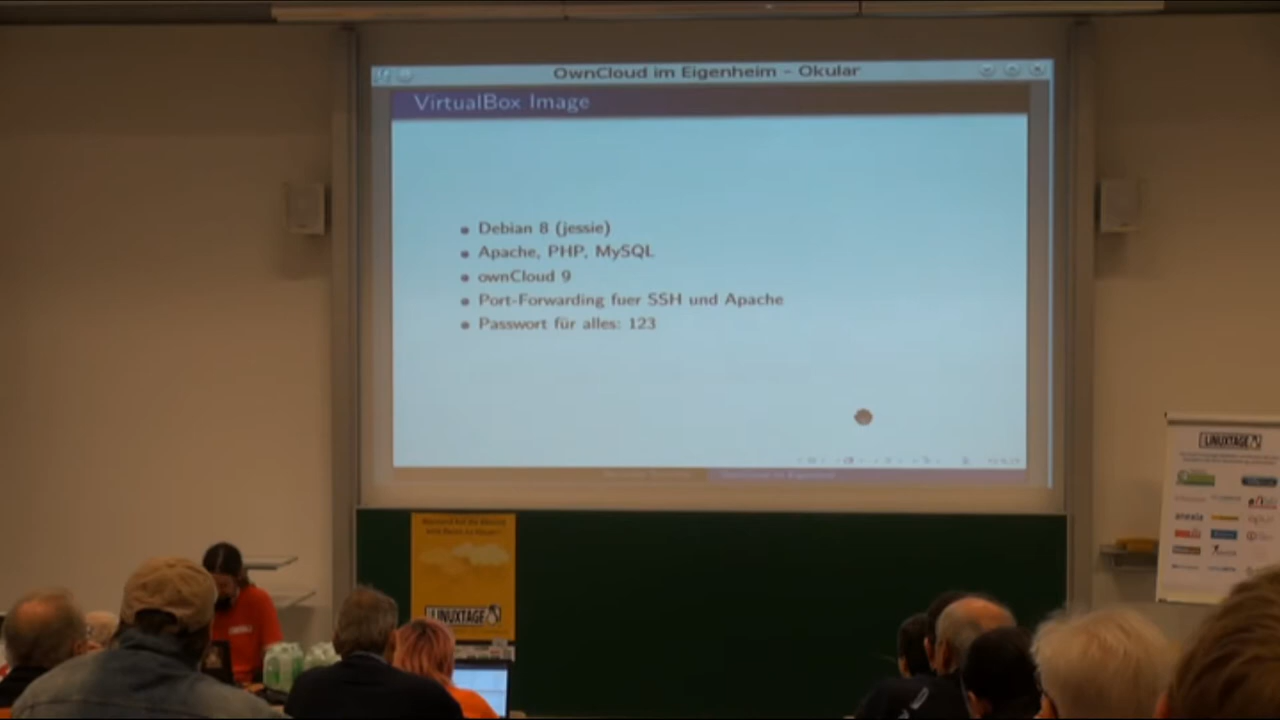 OwnCloud im Eigenheim - Okular
VirtualBox Image
Debian 8 (jessie)
Apache, PHP, MySQL
ownCloud 9
Port-Forwarding fuer SSH und Apache
Passwort für alles: 123
LINUXTAGE
LINUXTAGE
anexia